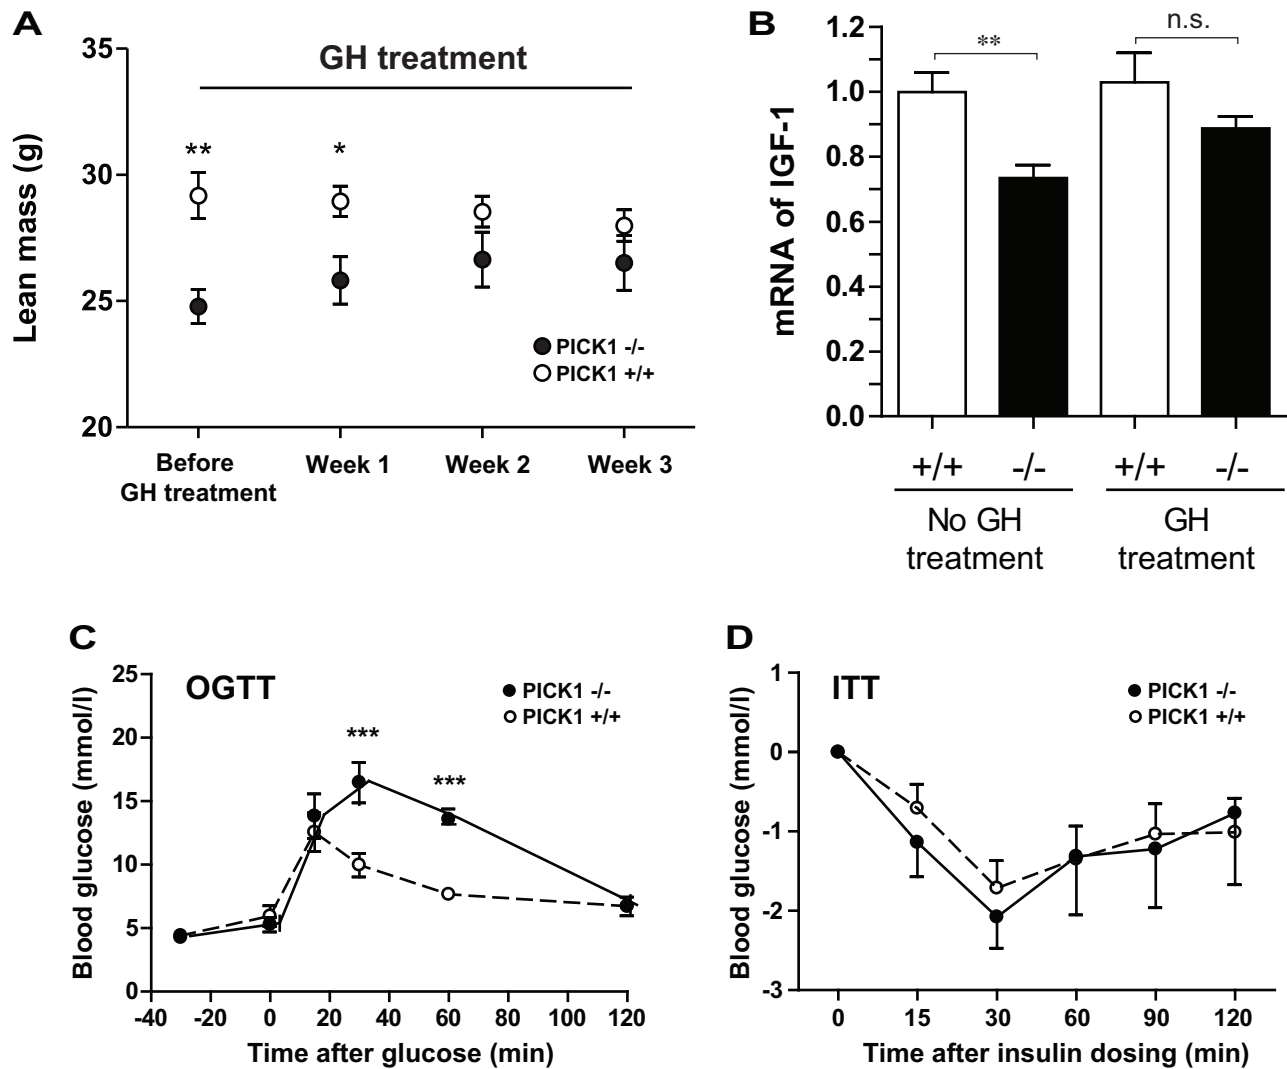 A
GH treatment
35
30
25
20
Lean mass (g)
** *
PICK1 -/-
PICK1 +/+
Before
GH treatment
Week 1
Week 2
Week 3
B
1.2
1.0
0.8
0.6
0.4
0.2
0.0
mRNA of IGF-1
**
n.s.
+/+ -/- +/+ -/-
No GH
treatment
GH
treatment
C
OGTT
25
20
15
10
5
0
Blood glucose (mmol/l)
PICK1 -/-
PICK1 +/+
***
***
-40 -20 0 20 40 60 80 100 120
Time after glucose (min)
D
ITT
1
0
-1
-2
-3
Blood glucose (mmol/l)
PICK1 -/-
PICK1 +/+
0 15 30 60 90 120
Time after insulin dosing (min)